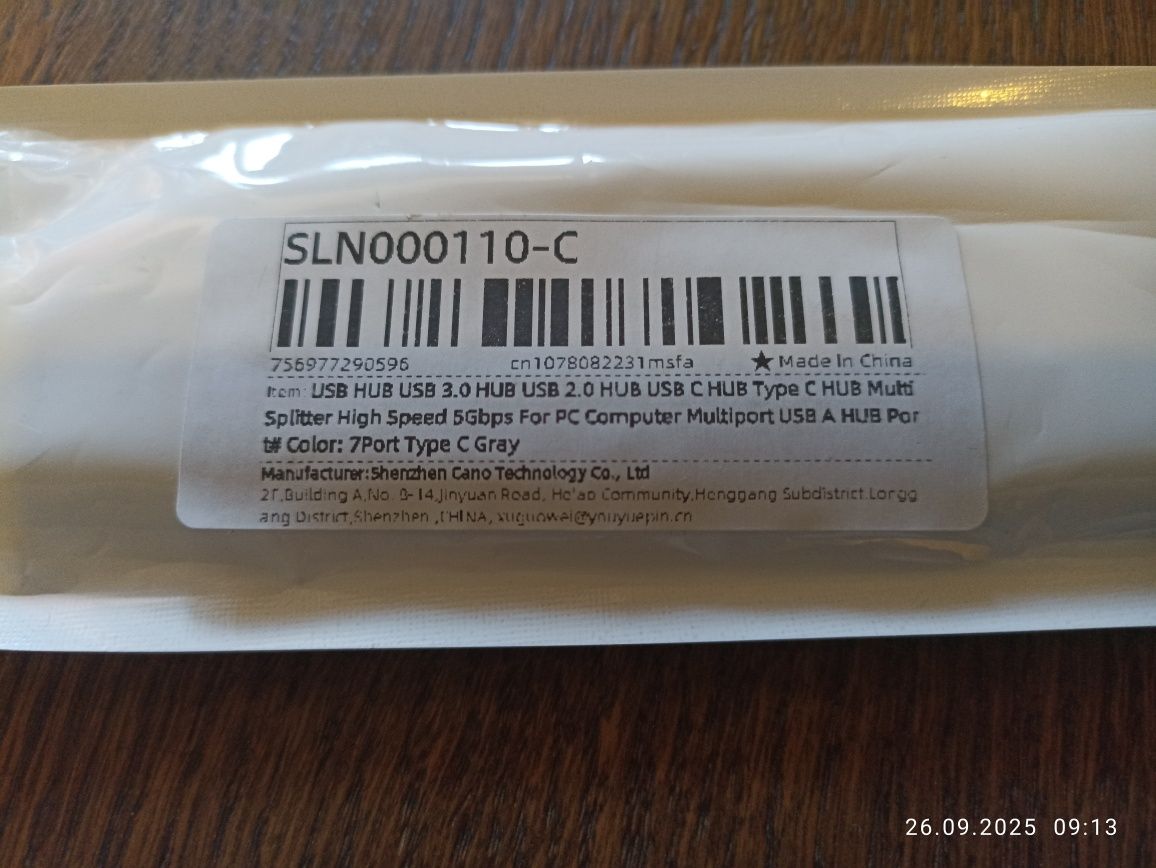 SLN000110-C
756977290596 cn1078082231msfa ★ Made In China
Item: USB HUB USB 3.0 HUB USB 2.0 HUB USB C HUB Type C HUB Multi
Splitter High Speed 5Gbps For PC Computer Multiport USB A HUB Por
t# Color: 7Port Type C Gray
Manufacturer:Shenzhen Cano Technology Co., Ltd
2F,Building A,No. 8-14,Jinyuan Road, He'ao Community,Henggang Subdistrict,Longg
ang District,Shenzhen ,CHINA,
26.09.2025 09:13